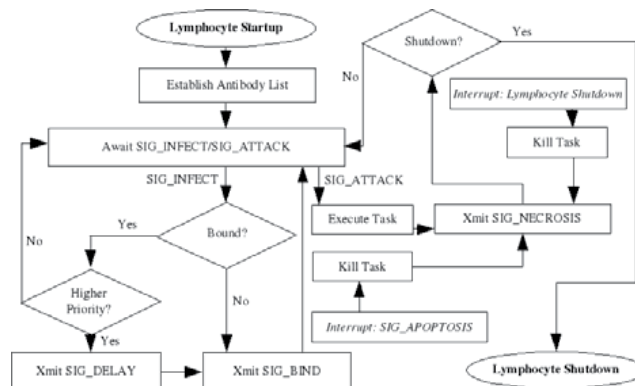 Lymphocyte Startup
Establish Antibody List
Await SIG_INFECT/SIG_ATTACK
SIG_INFECT
SIG_ATTACK
Bound?
Yes
No
Higher
Priority?
No
Yes
Xmit SIG_DELAY
Xmit SIG_BIND
Execute Task
Kill Task
Interrupt: SIG_APOPTOSIS
Shutdown?
Yes
No
Interrupt: Lymphocyte Shutdown
Kill Task
Xmit SIG_NECROSIS
Lymphocyte Shutdown